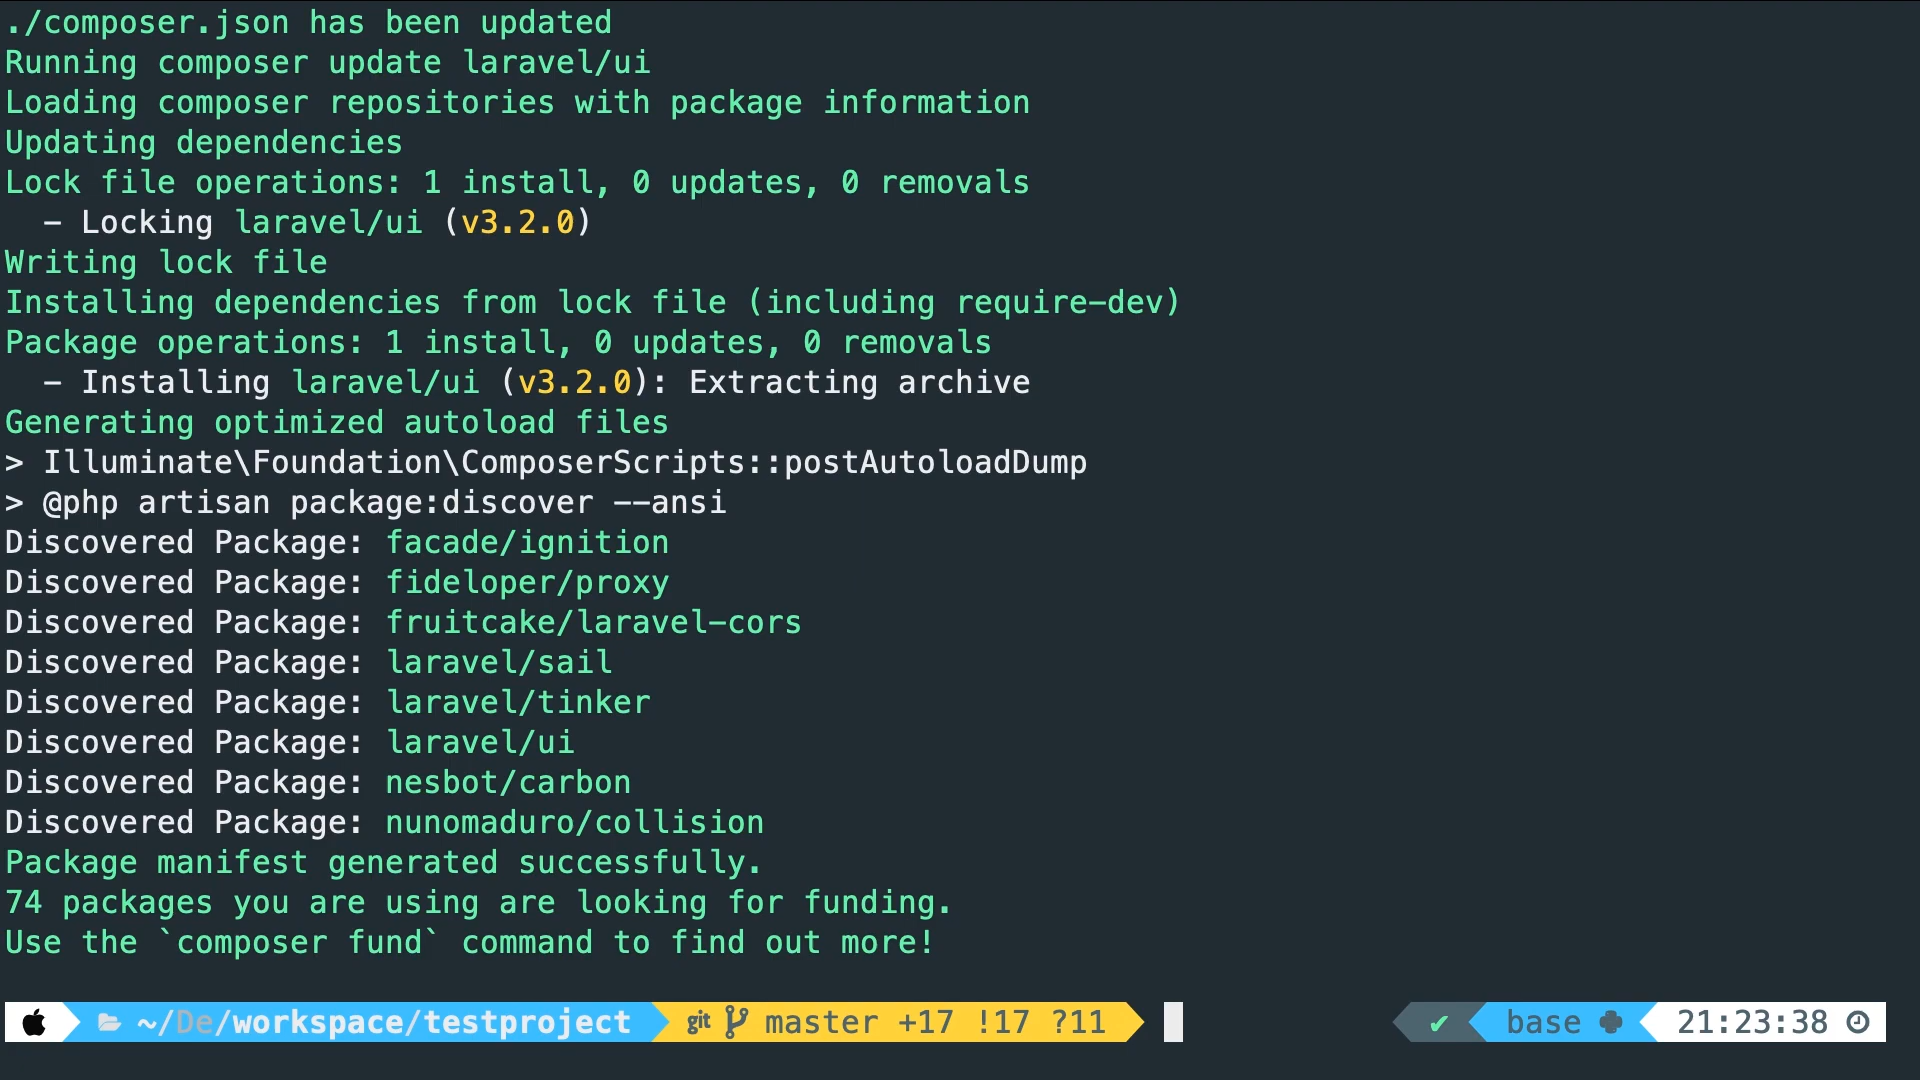 ./composer.json has been updated
Running composer update laravel/ui
Loading composer repositories with package information
Updating dependencies
Lock file operations: 1 install, 0 updates, 0 removals
  - Locking laravel/ui (v3.2.0)
Writing lock file
Installing dependencies from lock file (including require-dev)
Package operations: 1 install, 0 updates, 0 removals
  - Installing laravel/ui (v3.2.0): Extracting archive
Generating optimized autoload files
> Illuminate\Foundation\ComposerScripts::postAutoloadDump
> @php artisan package:discover --ansi
Discovered Package: facade/ignition
Discovered Package: fideloper/proxy
Discovered Package: fruitcake/laravel-cors
Discovered Package: laravel/sail
Discovered Package: laravel/tinker
Discovered Package: laravel/ui
Discovered Package: nesbot/carbon
Discovered Package: nunomaduro/collision
Package manifest generated successfully.
74 packages you are using are looking for funding.
Use the `composer fund` command to find out more!
~/De/workspace/testproject git master +17 !17 ?11 ✔ base 21:23:38